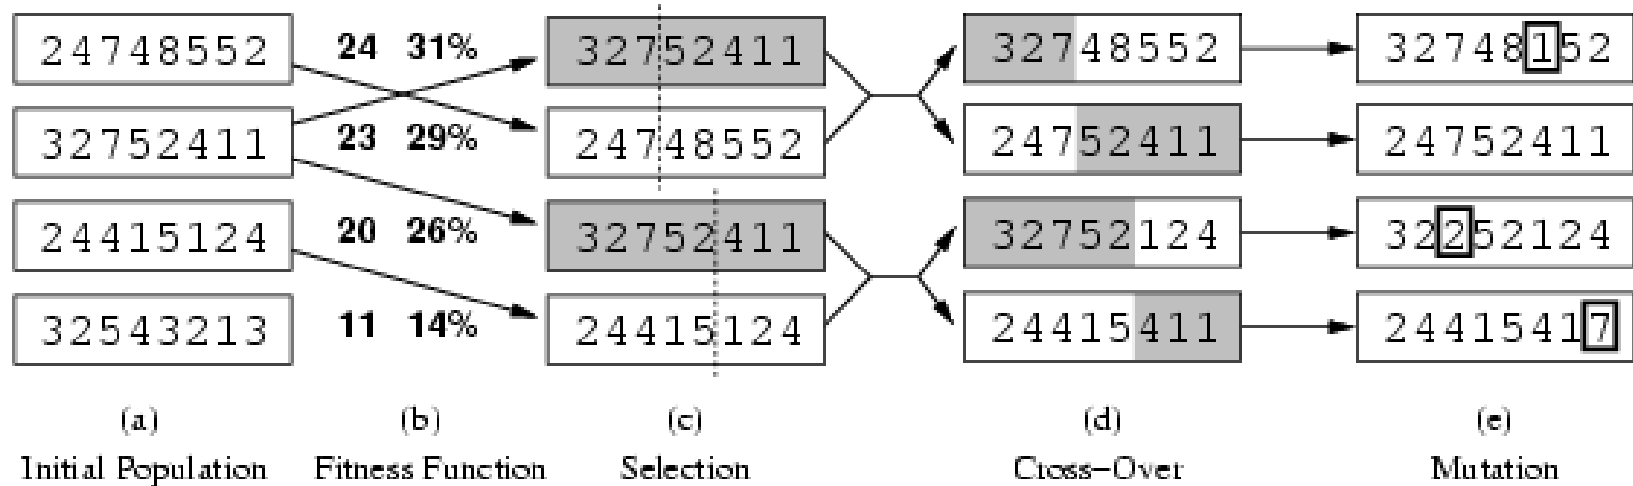 24748552 24 31% 32752411 32748552 32748152
32752411 23 29% 24748552 24752411 24752411
24415124 20 26% 32752411 32752124 32252124
32543213 11 14% 24415124 24415411 24415417
(a) (b) (c) (d) (e)
Initial Population Fitness Function Selection Cross-Over Mutation